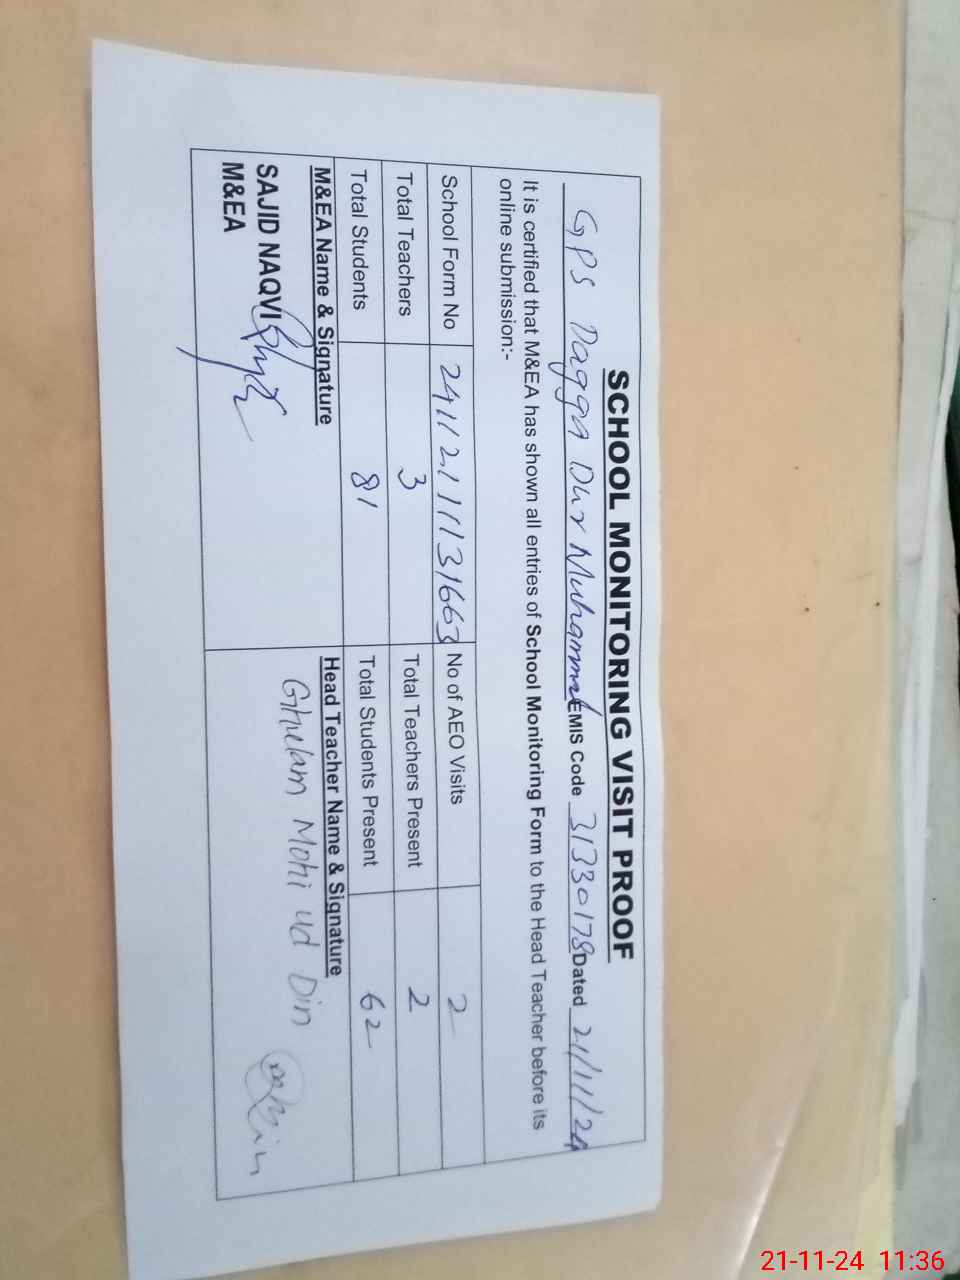 SCHOOL MONITORING VISIT PROOF
GPS Dagga Dur Muhammad EMIS Code 31330178 Dated 21/11/24
It is certified that M&EA has shown all entries of School Monitoring Form to the Head Teacher before its
online submission:-
School Form No 241121111131663 No of AEO Visits 2
Total Teachers 3 Total Teachers Present 2
Total Students 81 Total Students Present 62
M&EA Name & Signature Head Teacher Name & Signature
SAJID NAQVI Ghulam Mohi ud Din
M&EA
21-11-24 11:36